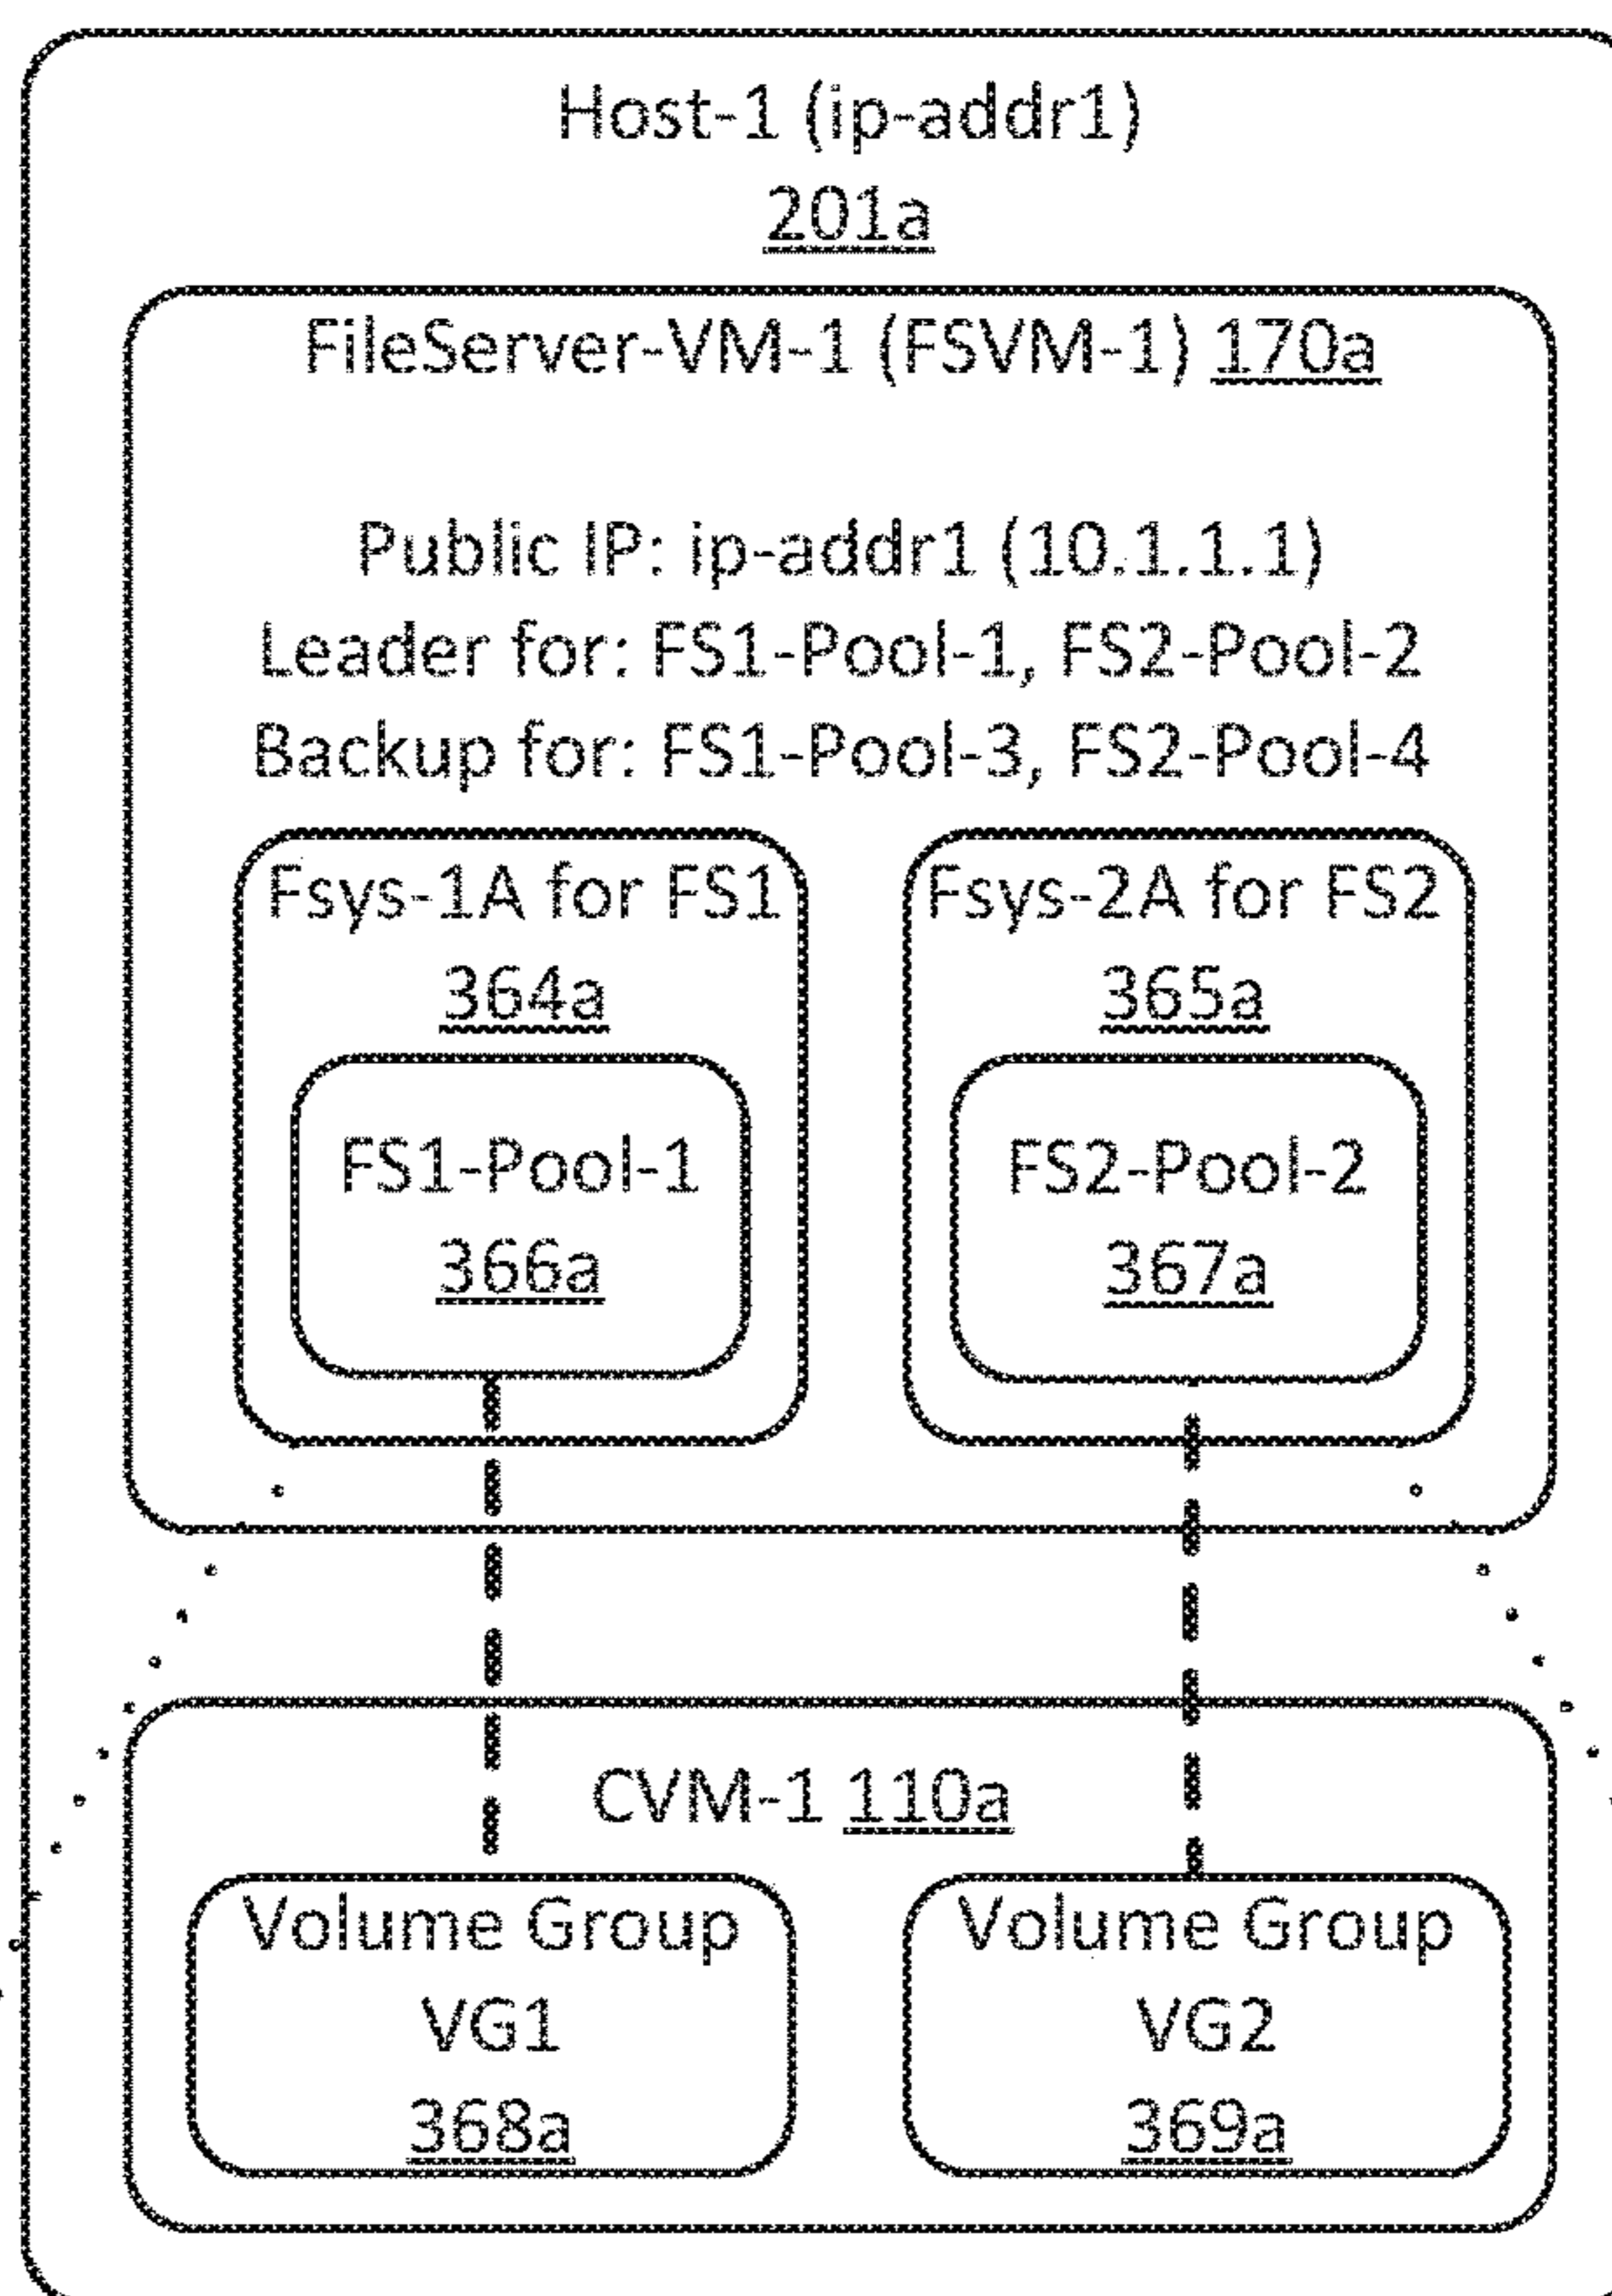 Host-1 (ip-addr1)
201a
FileServer-VM-1 (FSVM-1) 170a
Public IP: ip-addr1 (10.1.1.1)
Leader for: FS1-Pool-1, FS2-Pool-2
Backup for: FS1-Pool-3, FS2-Pool-4
Fsys-1A for FS1
364a
FS1-Pool-1
366a
Fsys-2A for FS2
365a
FS2-Pool-2
367a
CVM-1 110a
Volume Group
VG1
368a
Volume Group
VG2
369a